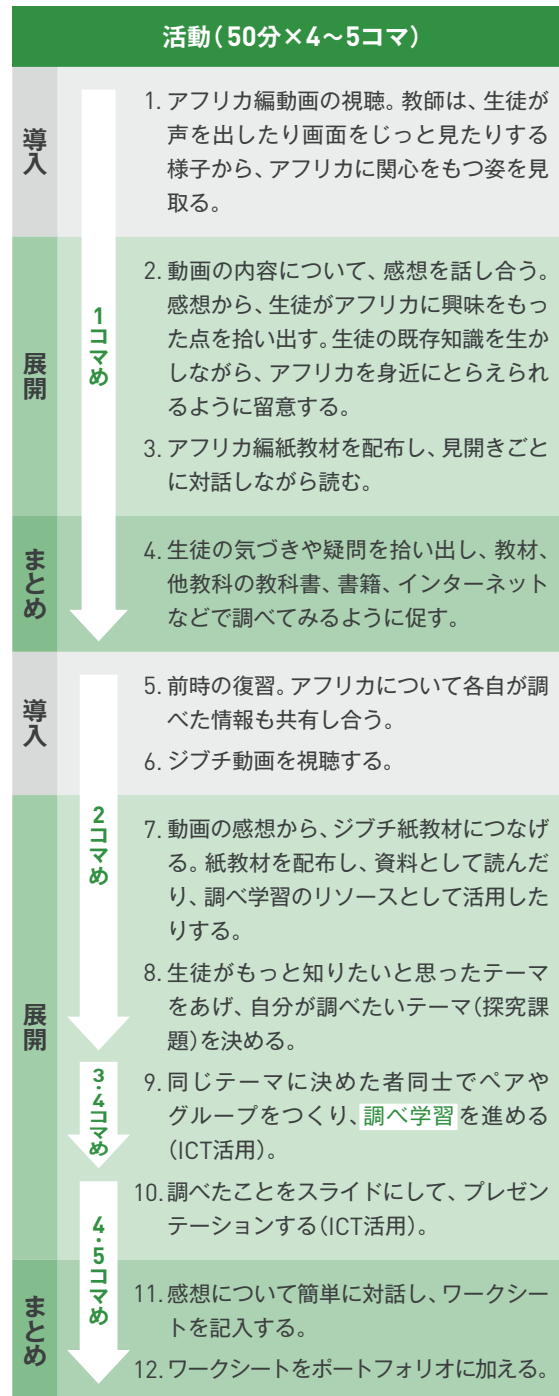 活動（50分×4〜5コマ）
導入
1コマめ
1. アフリカ編動画の視聴。教師は、生徒が
声を出したり画面をじっと見たりする
様子から、アフリカに関心をもつ姿を見
取る。
展開
2. 動画の内容について、感想を話し合う。
感想から、生徒がアフリカに興味をもっ
た点を拾い出す。生徒の既存知識を生か
しながら、アフリカを身近にとらえられ
るように留意する。
3. アフリカ編紙教材を配布し、見開きごと
に対話しながら読む。
まとめ
4. 生徒の気づきや疑問を拾い出し、教材、
他教科の教科書、書籍、インターネット
などで調べてみるように促す。
導入
2コマめ
5. 前時の復習。アフリカについて各自が調
べた情報も共有し合う。
6. ジブチ動画を視聴する。
展開
7. 動画の感想から、ジブチ紙教材につなげ
る。紙教材を配布し、資料として読んだ
り、調べ学習のリソースとして活用した
りする。
8. 生徒がもっと知りたいと思ったテーマ
をあげ、自分が調べたいテーマ（探究課
題）を決める。
3・4コマめ
9. 同じテーマに決めた者同士でペアや
グループをつくり、調べ学習を進める
（ICT活用）。
4・5コマめ
10. 調べたことをスライドにして、プレゼン
テーションする（ICT活用）。
まとめ
11. 感想について簡単に対話し、ワークシー
トを記入する。
12. ワークシートをポートフォリオに加える。